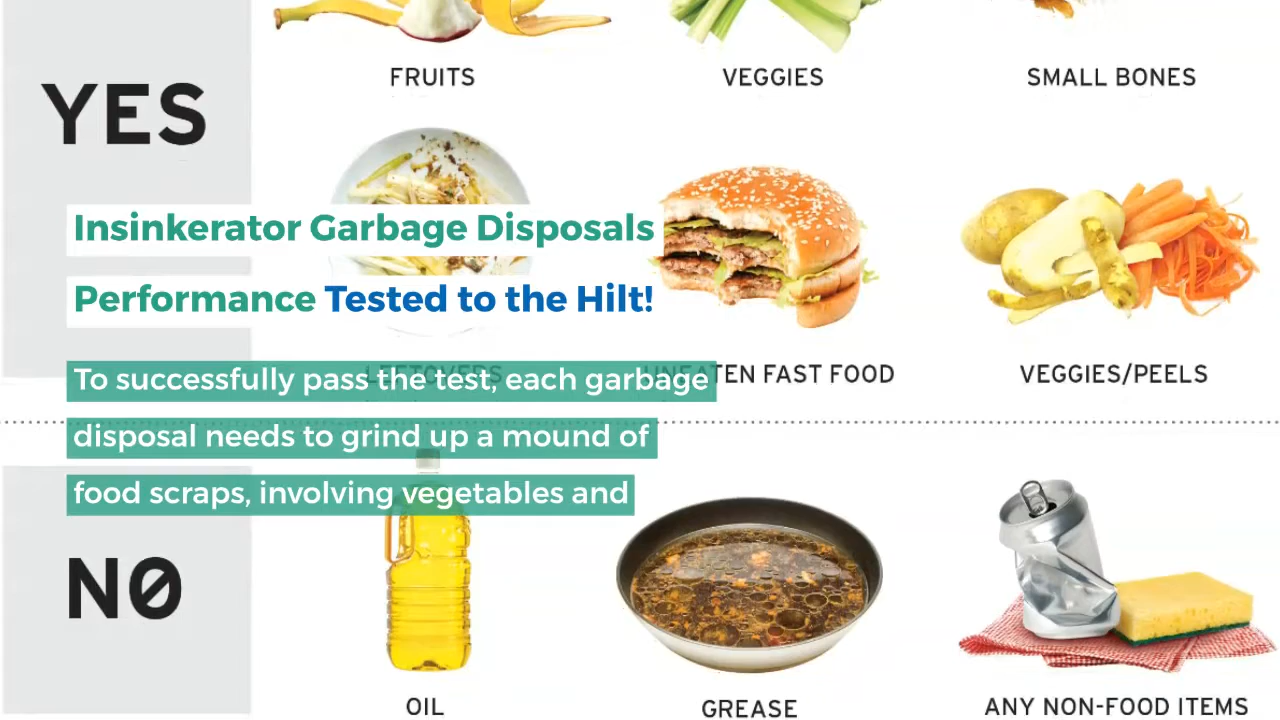 FRUITS VEGGIES SMALL BONES
YES
Insinkerator Garbage Disposals
Performance Tested to the Hilt!
LEFTOVERS UNEATEN FAST FOOD VEGGIES/PEELS
To successfully pass the test, each garbage
disposal needs to grind up a mound of
food scraps, involving vegetables and
NO
OIL GREASE ANY NON-FOOD ITEMS